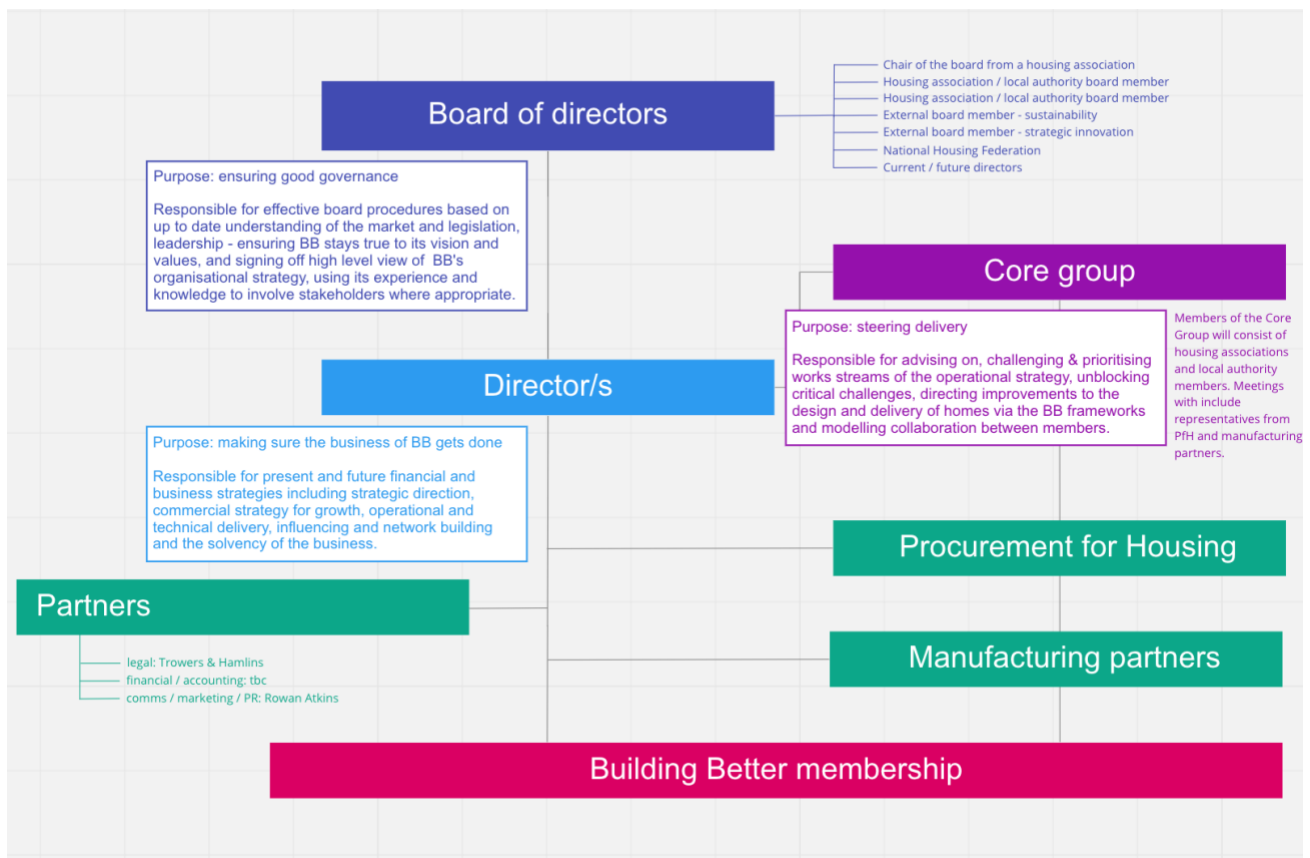 Board of directors
Chair of the board from a housing association
Housing association / local authority board member
Housing association / local authority board member
External board member - sustainability
External board member - strategic innovation
National Housing Federation
Current / future directors
Purpose: ensuring good governance
Responsible for effective board procedures based on
up to date understanding of the market and legislation,
leadership - ensuring BB stays true to its vision and
values, and signing off high level view of BB's
organisational strategy, using its experience and
knowledge to involve stakeholders where appropriate.
Core group
Purpose: steering delivery
Responsible for advising on, challenging & prioritising
works streams of the operational strategy, unblocking
critical challenges, directing improvements to the
design and delivery of homes via the BB frameworks
and modelling collaboration between members.
Members of the Core
Group will consist of
housing associations
and local authority
members. Meetings
with include
representatives from
PfH and manufacturing
partners.
Director/s
Purpose: making sure the business of BB gets done
Responsible for present and future financial and
business strategies including strategic direction,
commercial strategy for growth, operational and
technical delivery, influencing and network building
and the solvency of the business.
Procurement for Housing
Partners
legal: Trowers & Hamlins
financial / accounting: tbc
comms / marketing / PR: Rowan Atkins
Manufacturing partners
Building Better membership